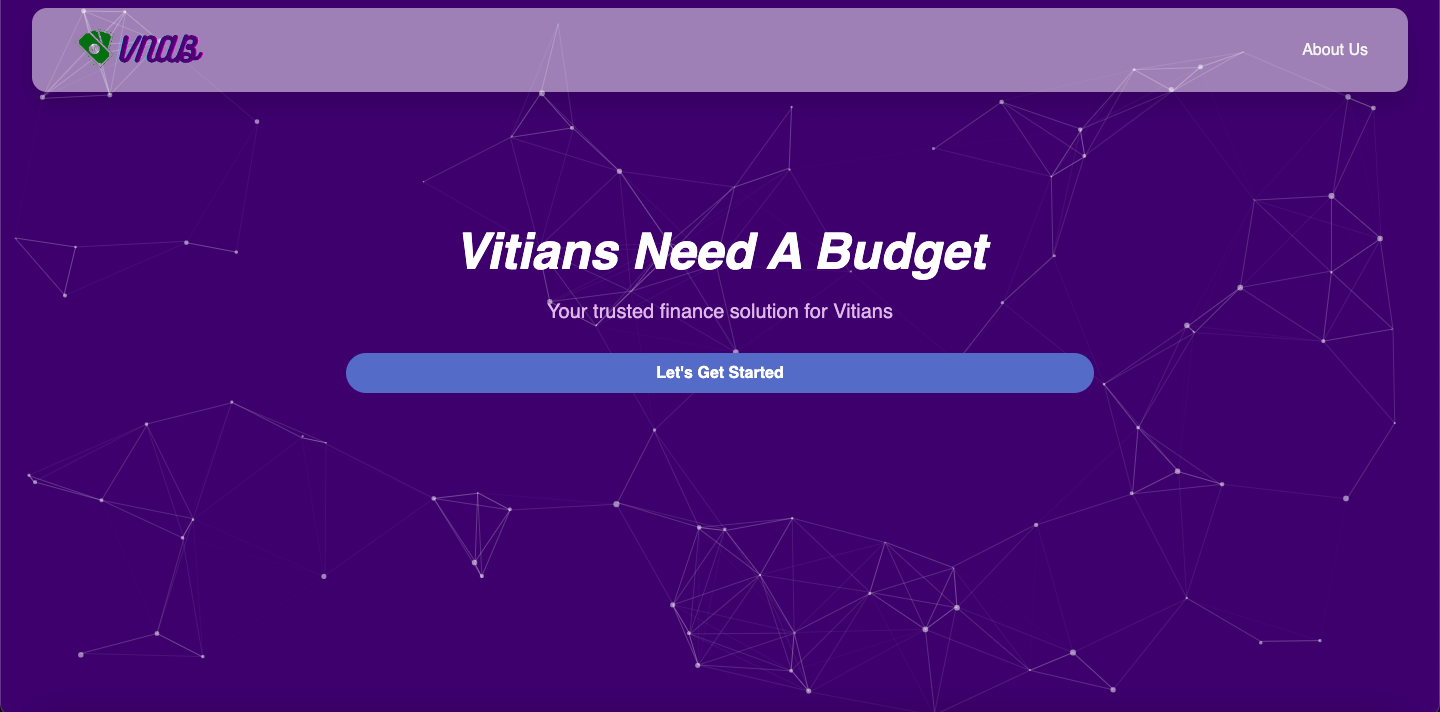 VNAB
About Us
Vitians Need A Budget
Your trusted finance solution for Vitians
Let's Get Started